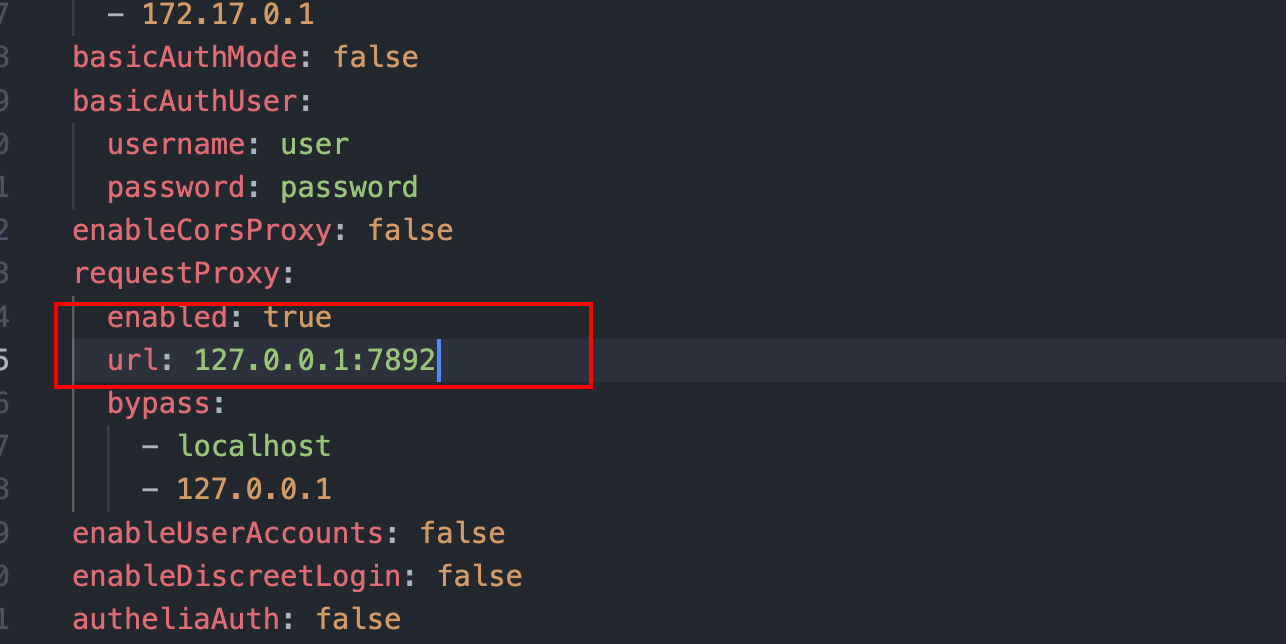 7 - 172.17.0.1
8 basicAuthMode: false
9 basicAuthUser:
0 username: user
1 password: password
2 enableCorsProxy: false
3 requestProxy:
4 enabled: true
5 url: 127.0.0.1:7892
6 bypass:
7 - localhost
8 - 127.0.0.1
9 enableUserAccounts: false
0 enableDiscreetLogin: false
1 autheliaAuth: false